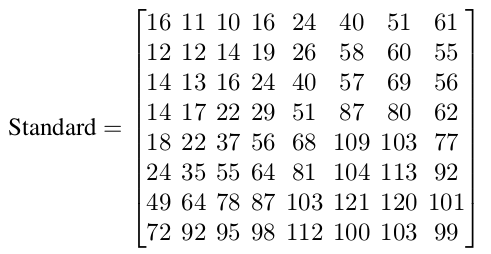 16 11 10 16 24 40 51 61
12 12 14 19 26 58 60 55
14 13 16 24 40 57 69 56
14 17 22 29 51 87 80 62
Standard =
18 22 37 56 68 109 103 77
24 35 55 64 81 104 113 92
49 64 78 87 103 121 120 101
72 92 95 98 112 100 103 99